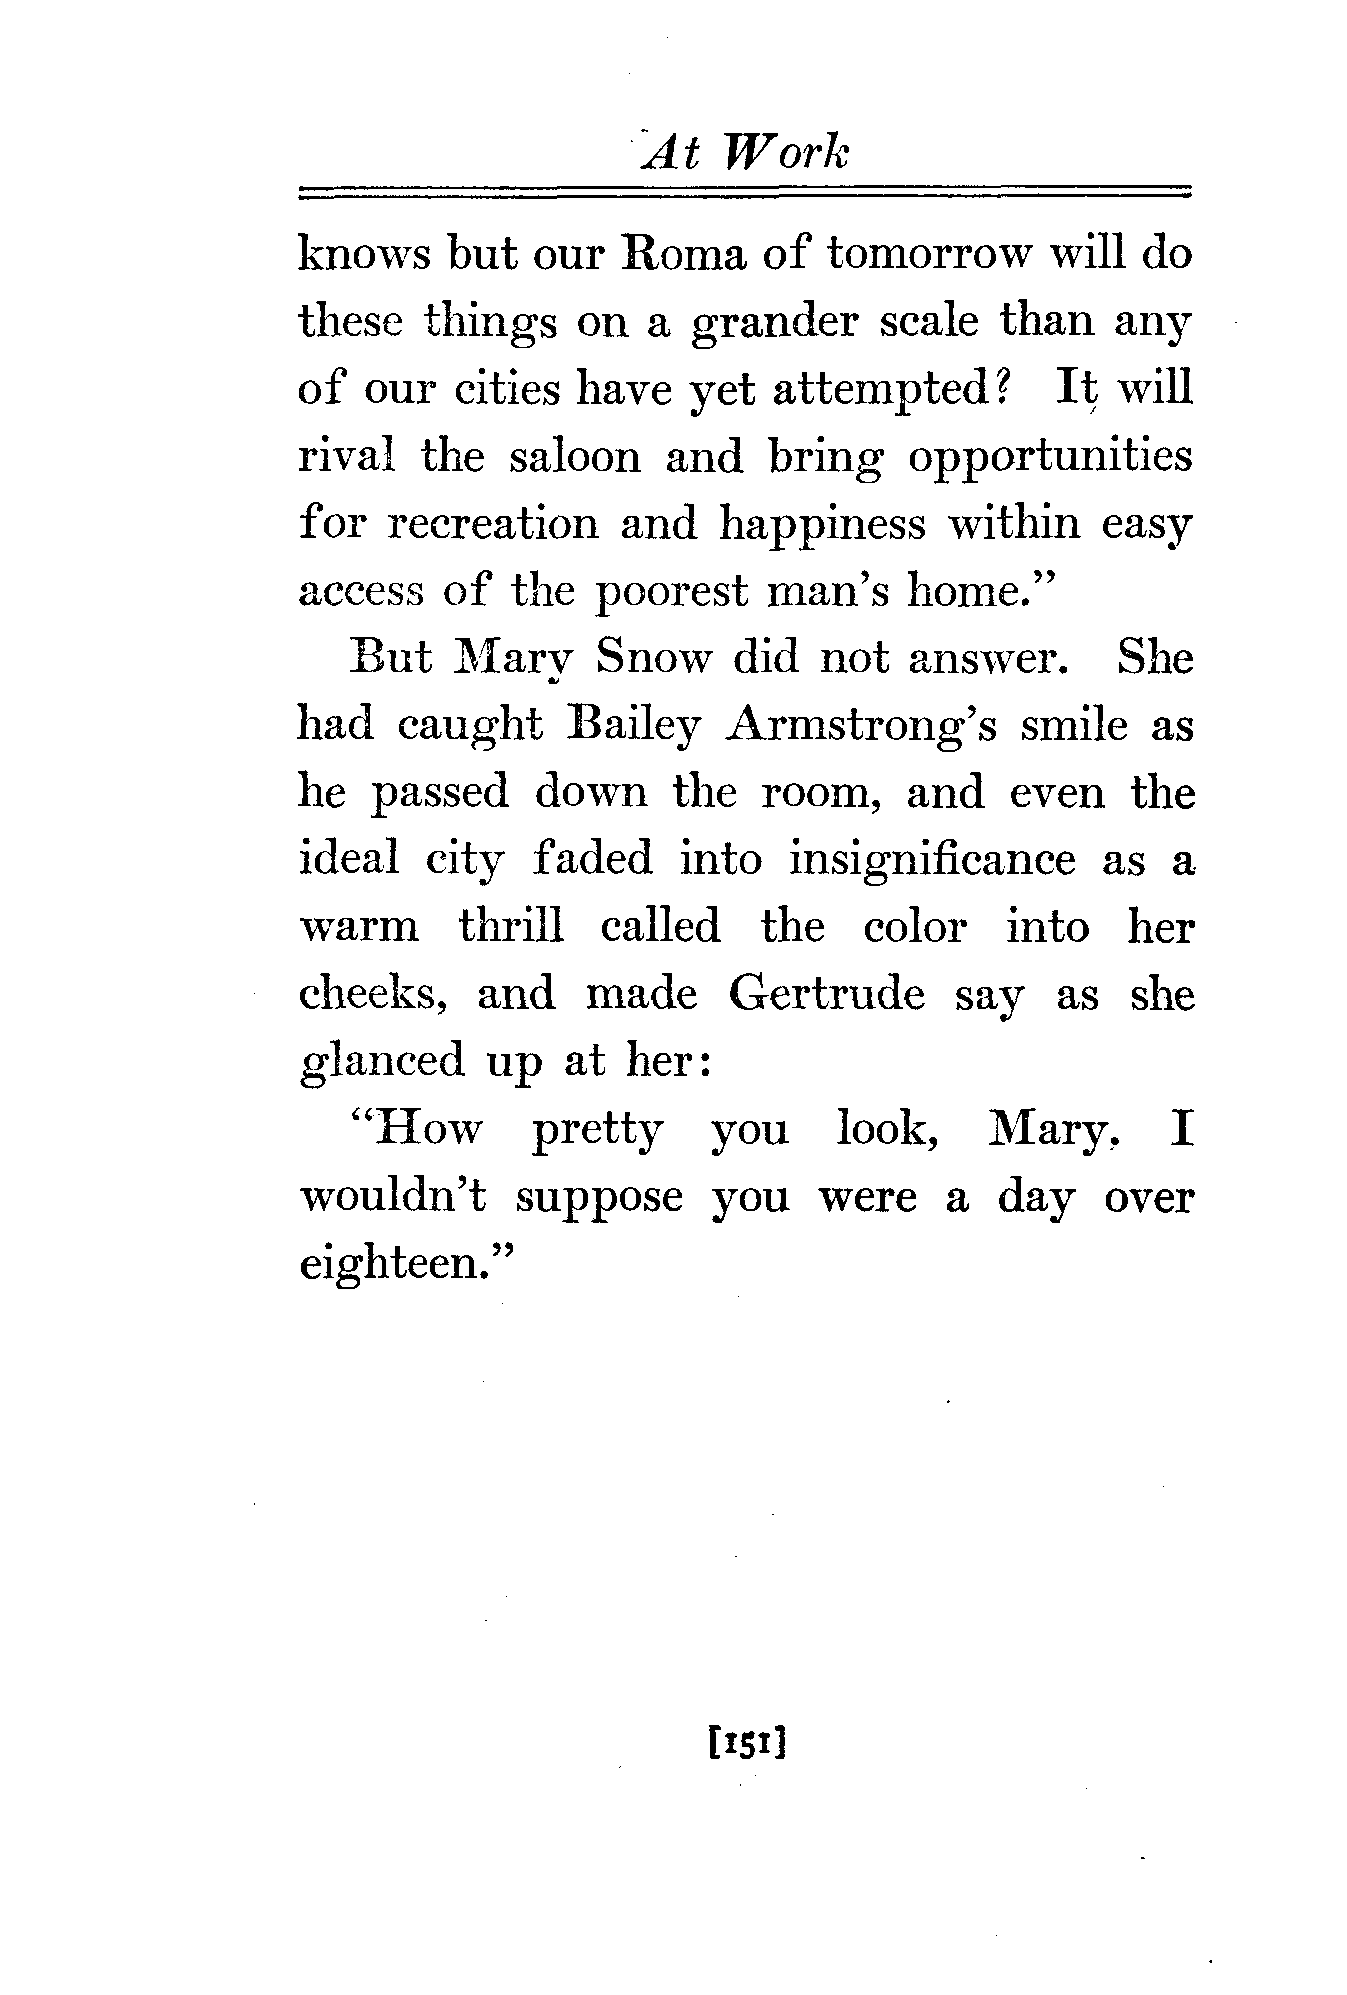 At Work
knows but our Roma of tomorrow will do
these things on a grander scale than any
of our cities have yet attempted? It will
rival the saloon and bring opportunities
for recreation and happiness within easy
access of the poorest man's home.”
But Mary Snow did not answer. She
had caught Bailey Armstrong's smile as
he passed down the room, and even the
ideal city faded into insignificance as a
warm thrill called the color into her
cheeks, and made Gertrude say as she
glanced up at her:
“How pretty you look, Mary. I
wouldn't suppose you were a day over
eighteen.”
[151]